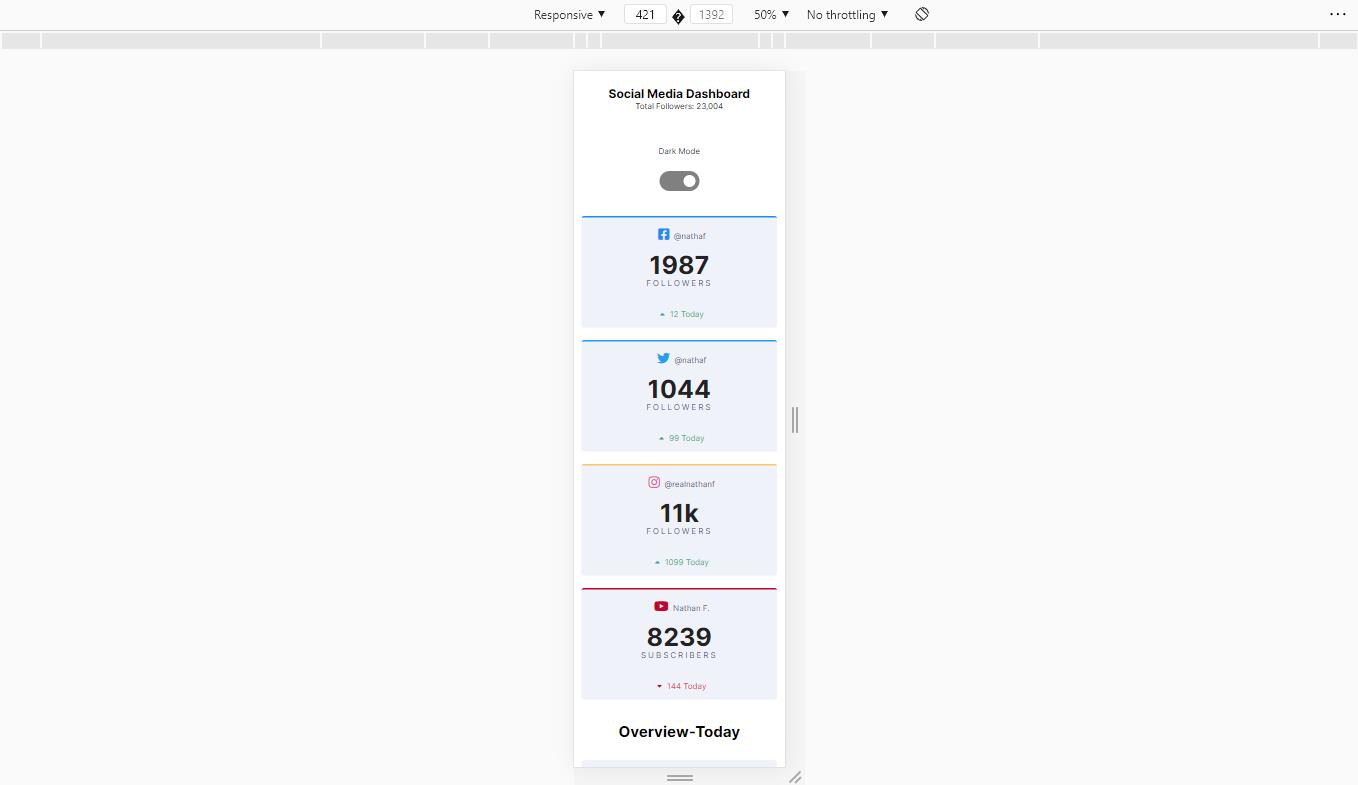 Responsive ▼ 421 � 1392 50% ▼ No throttling ▼
Social Media Dashboard
Total Followers: 23,004
Dark Mode
@nathaf
1987
FOLLOWERS
12 Today
@nathaf
1044
FOLLOWERS
99 Today
@realnathanf
11k
FOLLOWERS
1099 Today
Nathan F.
8239
SUBSCRIBERS
144 Today
Overview-Today